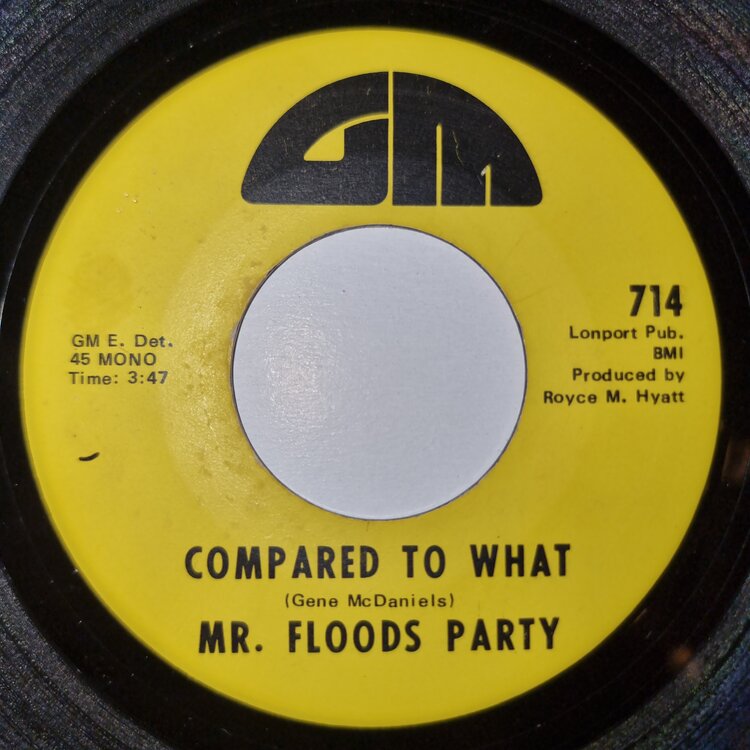 GM
714
Lonport Pub.
BMI
Produced by
Royce M. Hyatt
GM E. Det.
45 MONO
Time: 3:47
COMPARED TO WHAT
(Gene McDaniels)
MR. FLOODS PARTY